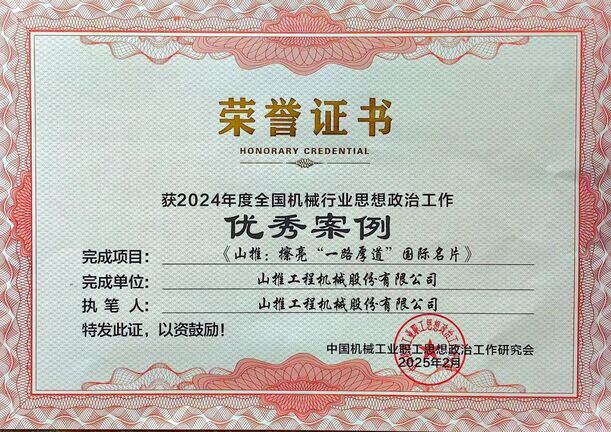 荣誉证书
HONORARY CREDENTIAL
获2024年度全国机械行业思想政治工作
优秀案例
完成项目：《山推：擦亮“一路厚道”国际名片》
完成单位：山推工程机械股份有限公司
执笔人：山推工程机械股份有限公司
特发此证，以资鼓励！
中国机械工业职工思想政治工作研究会
2025年2月